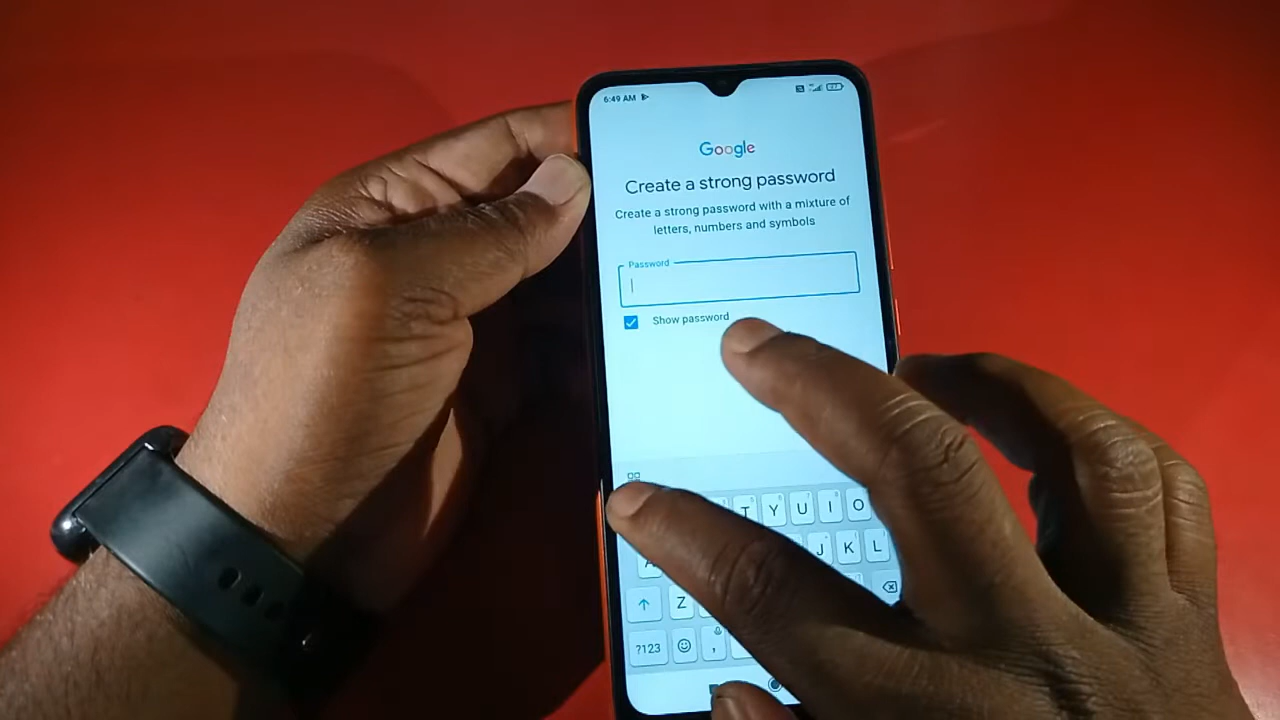 6:49 AM
Google
Create a strong password
Create a strong password with a mixture of
letters, numbers and symbols
Password
Show password
T Y U I O
J K L
Z
?123 ,